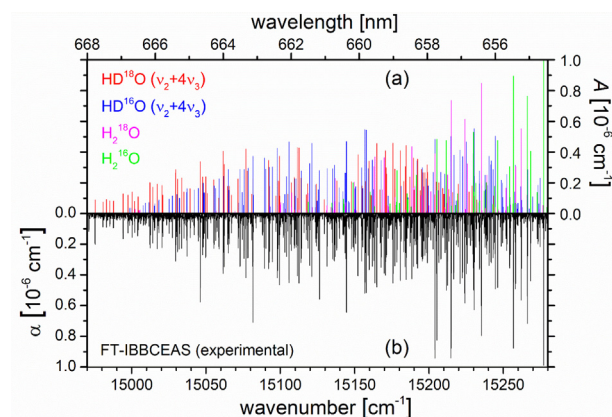 wavelength [nm]
668 666 664 662 660 658 656
HD¹⁸O (ν₂+4ν₃)
HD¹⁶O (ν₂+4ν₃)
H₂¹⁸O
H₂¹⁶O
(a)
1.0
0.8
0.6
0.4
0.2
0.0
A [10⁻⁶ cm⁻¹]
0.0
0.2
0.4
0.6
0.8
1.0
α [10⁻⁶ cm⁻¹]
FT-IBBCEAS (experimental)
(b)
15000 15050 15100 15150 15200 15250
wavenumber [cm⁻¹]